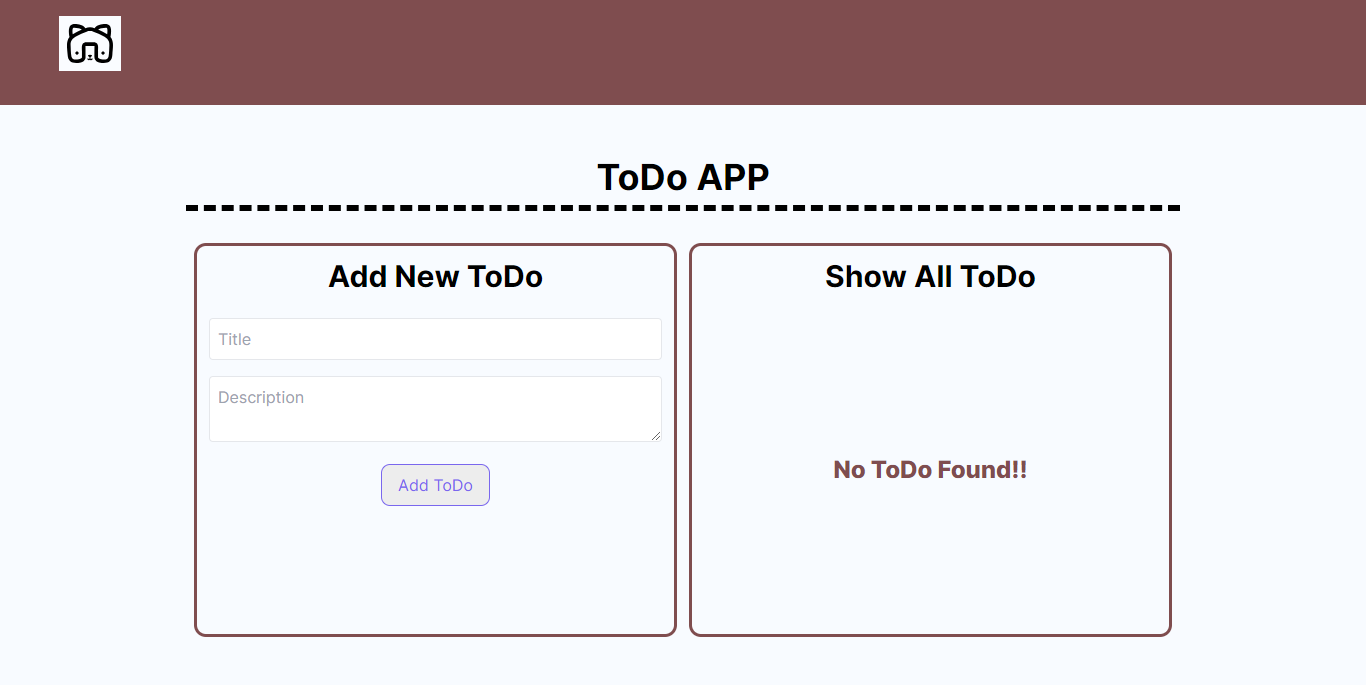 ToDo APP
Add New ToDo
Title
Description
Add ToDo
Show All ToDo
No ToDo Found!!